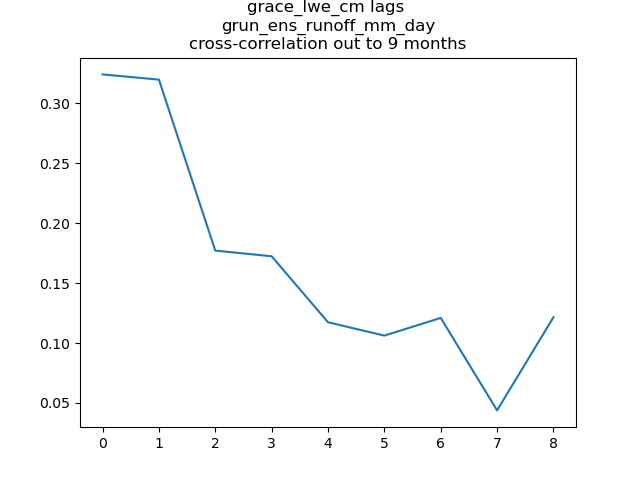 grace_lwe_cm lags
grun_ens_runoff_mm_day
cross-correlation out to 9 months
0.30
0.25
0.20
0.15
0.10
0.05
0 1 2 3 4 5 6 7 8